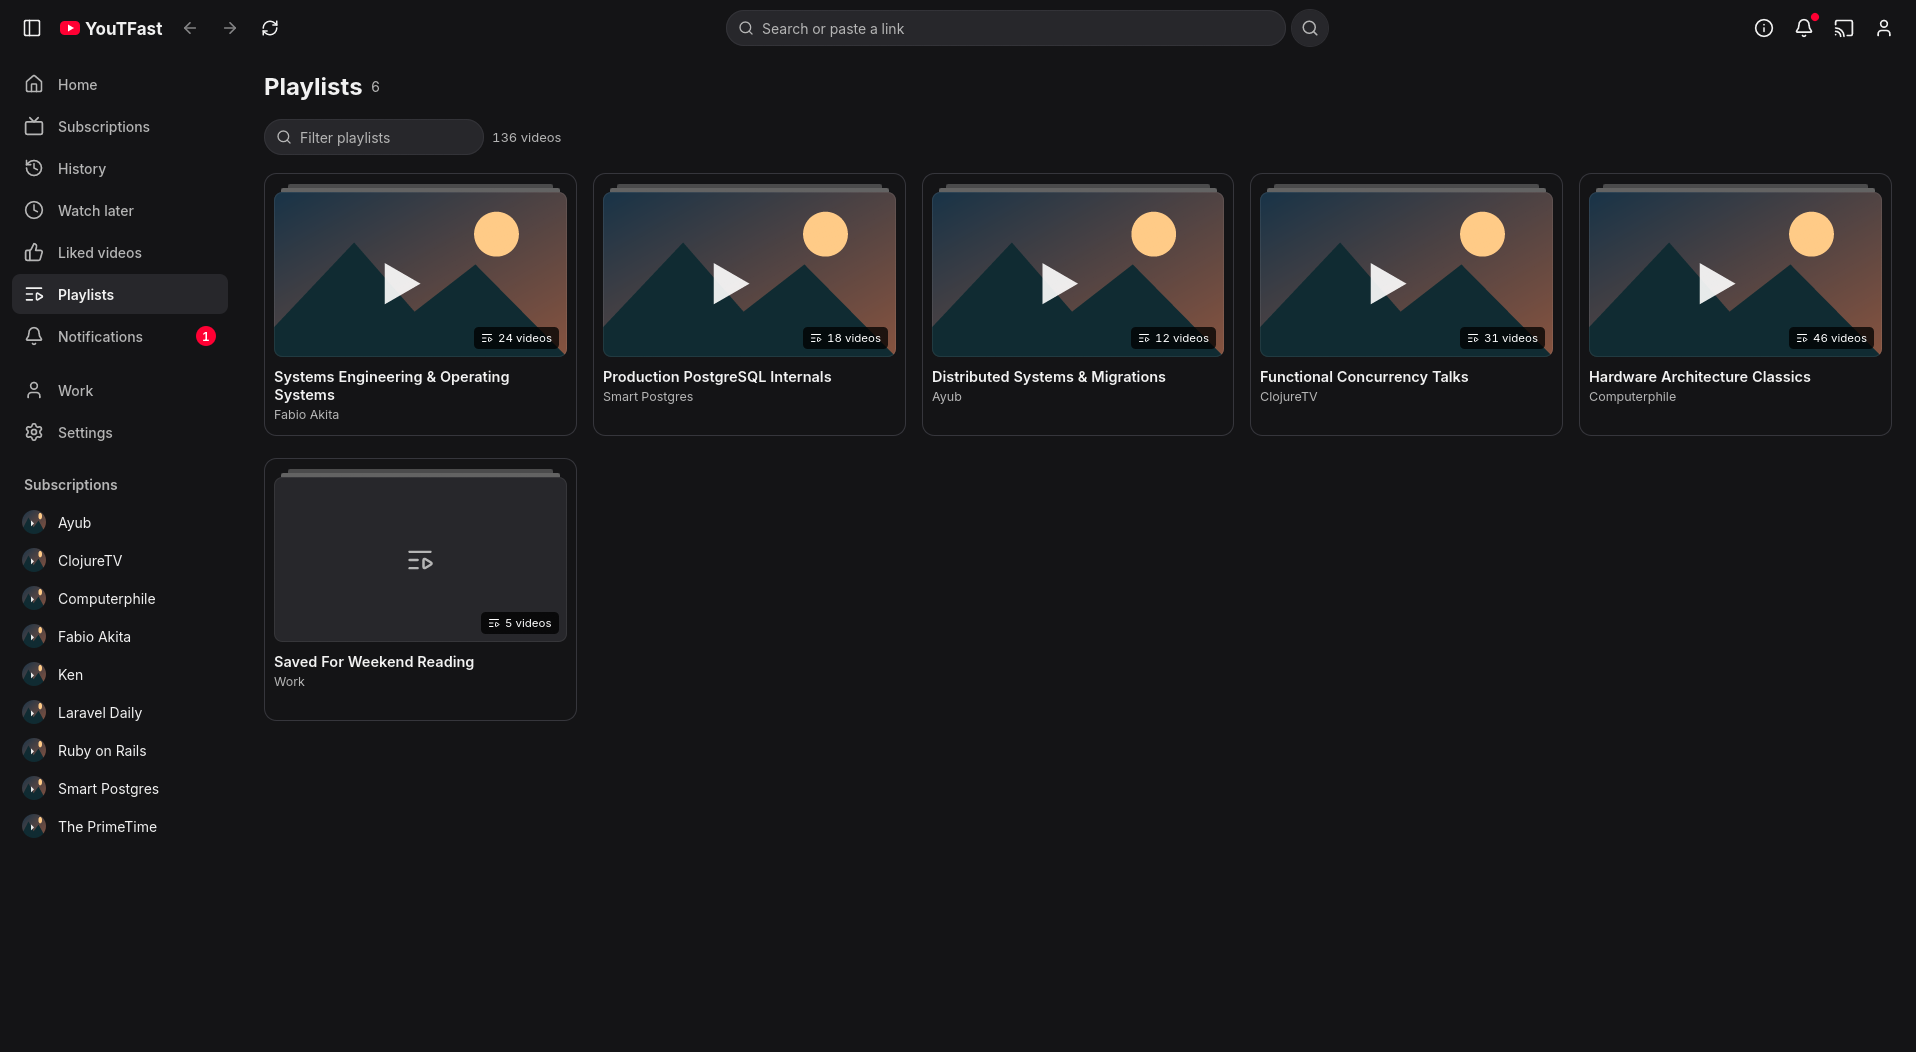 YouTFast
Search or paste a link
Home
Subscriptions
History
Watch later
Liked videos
Playlists
Notifications
1
Work
Settings
Subscriptions
Ayub
ClojureTV
Computerphile
Fabio Akita
Ken
Laravel Daily
Ruby on Rails
Smart Postgres
The PrimeTime
Playlists 6
Filter playlists
136 videos
24 videos
Systems Engineering & Operating
Systems
Fabio Akita
18 videos
Production PostgreSQL Internals
Smart Postgres
12 videos
Distributed Systems & Migrations
Ayub
31 videos
Functional Concurrency Talks
ClojureTV
46 videos
Hardware Architecture Classics
Computerphile
5 videos
Saved For Weekend Reading
Work